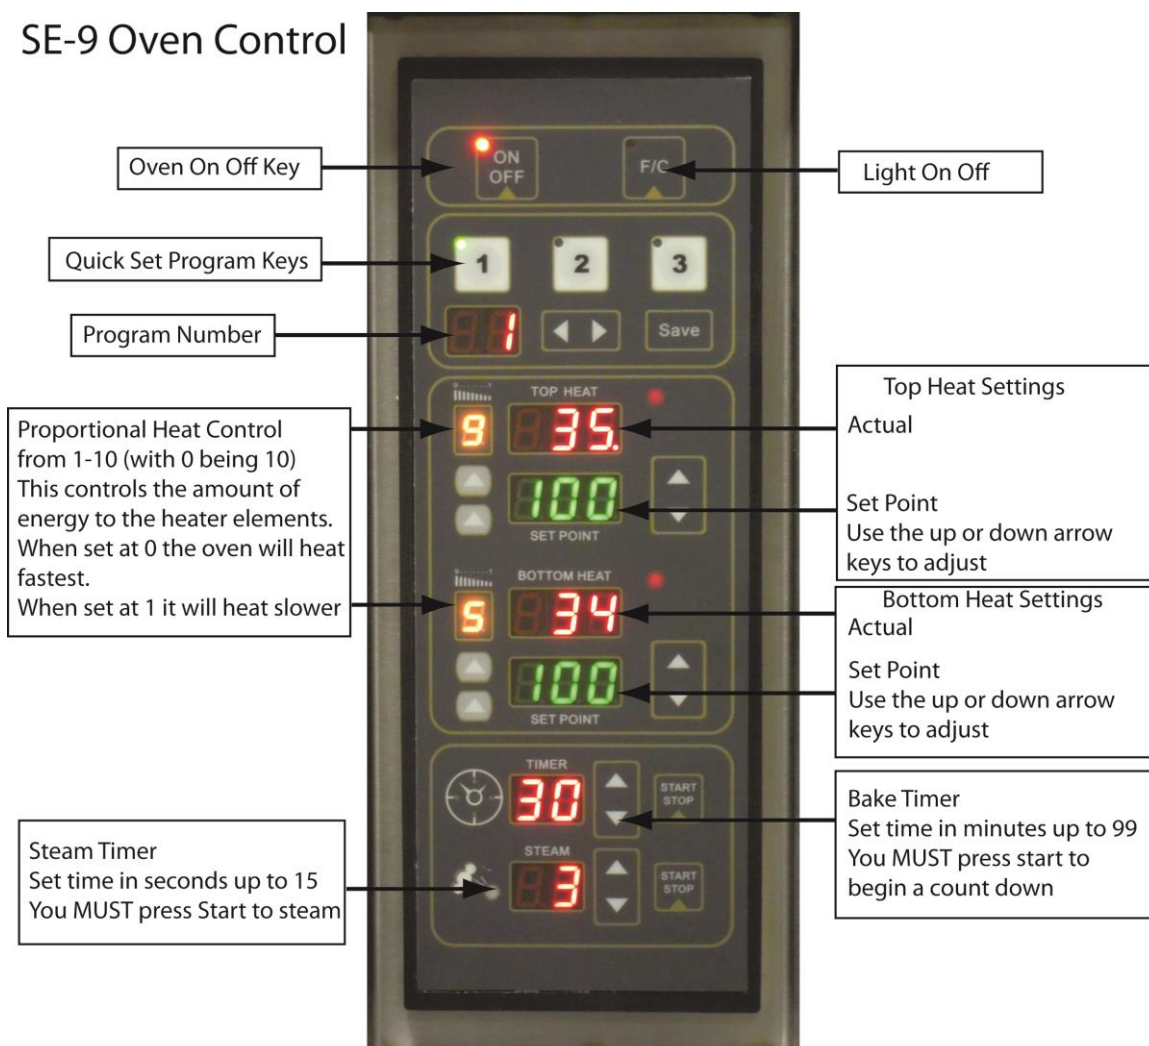 SE-9 Oven Control
Oven On Off Key
ON
OFF
F/C
Light On Off
Quick Set Program Keys
1
2
3
Program Number
1
Save
Proportional Heat Control
from 1-10 (with 0 being 10)
This controls the amount of
energy to the heater elements.
When set at 0 the oven will heat
fastest.
When set at 1 it will heat slower
9.......1
TOP HEAT
9
35.
100
SET POINT
Top Heat Settings
Actual
Set Point
Use the up or down arrow
keys to adjust
9.......1
BOTTOM HEAT
5
34
100
SET POINT
Bottom Heat Settings
Actual
Set Point
Use the up or down arrow
keys to adjust
TIMER
30
START
STOP
Bake Timer
Set time in minutes up to 99
You MUST press start to
begin a count down
Steam Timer
Set time in seconds up to 15
You MUST press Start to steam
STEAM
3
START
STOP